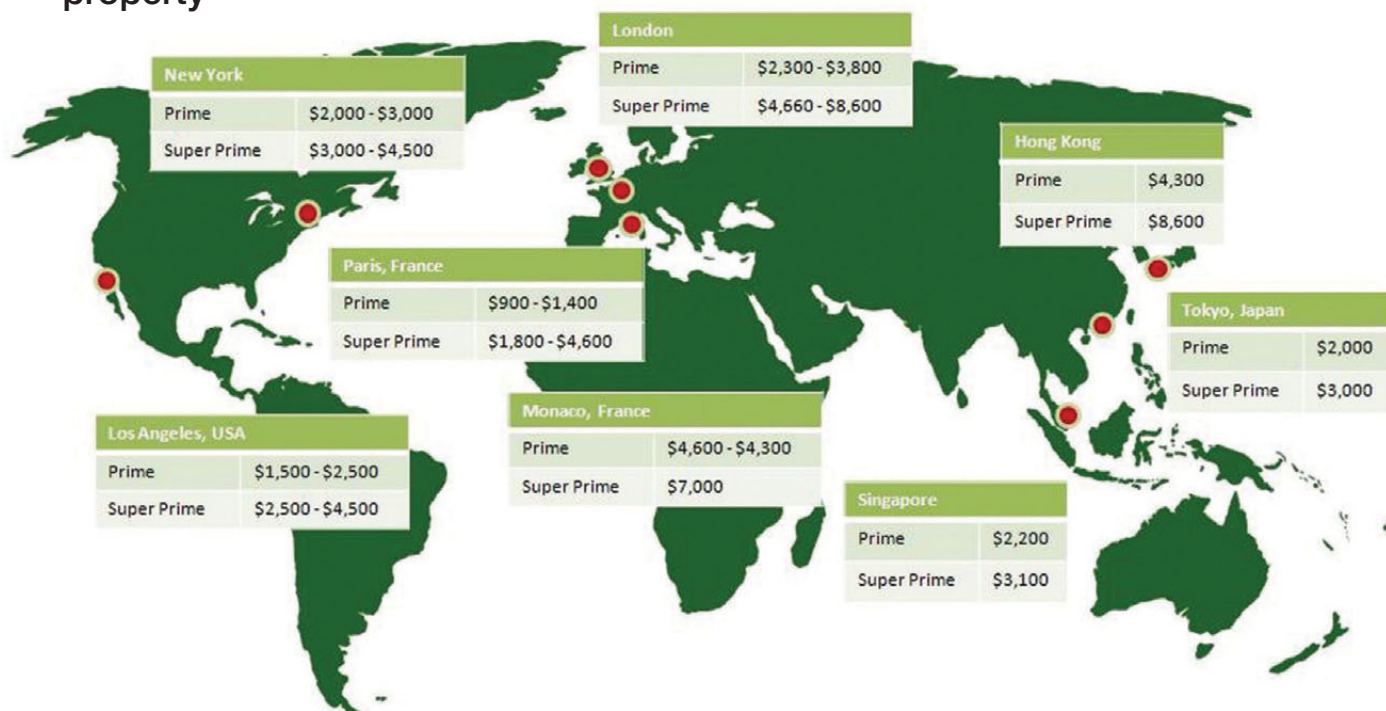 property
London
Prime $2,300 - $3,800
Super Prime $4,660 - $8,600
New York
Prime $2,000 - $3,000
Super Prime $3,000 - $4,500
Hong Kong
Prime $4,300
Super Prime $8,600
Paris, France
Prime $900 - $1,400
Super Prime $1,800 - $4,600
Tokyo, Japan
Prime $2,000
Super Prime $3,000
Monaco, France
Prime $4,600 - $4,300
Super Prime $7,000
Los Angeles, USA
Prime $1,500 - $2,500
Super Prime $2,500 - $4,500
Singapore
Prime $2,200
Super Prime $3,100